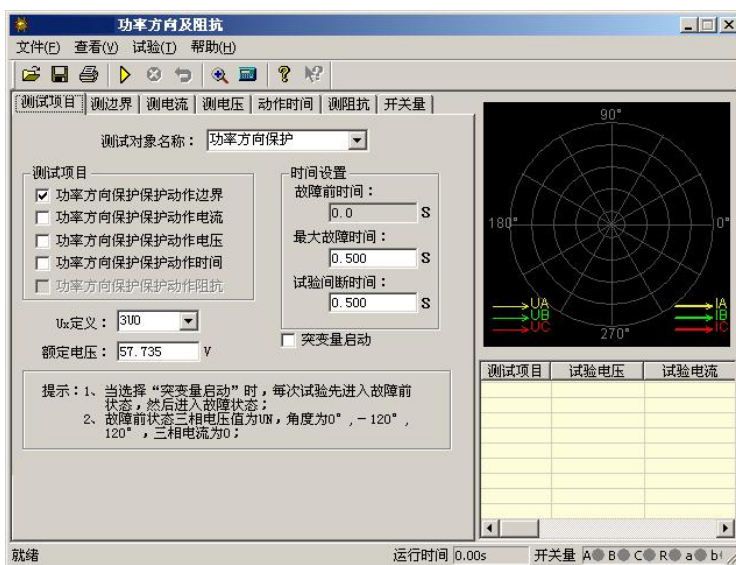 功率方向及阻抗
文件(F) 查看(V) 试验(T) 帮助(H)
测试项目 测边界 测电流 测电压 动作时间 测阻抗 开关量
测试对象名称： 功率方向保护
测试项目
功率方向保护保护动作边界
功率方向保护保护动作电流
功率方向保护保护动作电压
功率方向保护保护动作时间
功率方向保护保护动作阻抗
时间设置
故障前时间：
0.0 S
最大故障时间：
0.500 S
试验间断时间：
0.500 S
Ux定义： 3U0
额定电压： 57.735 V
突变量启动
提示：1、当选择“突变量启动”时，每次试验先进入故障前
状态，然后进入故障状态；
2、故障前状态三相电压值为UN，角度为0°,－120°,
120°，三相电流为0；
90°
180° 0°
270°
UA IA
UB IB
UC IC
测试项目 试验电压 试验电流
就绪 运行时间 0.00s 开关量 A B C R a b